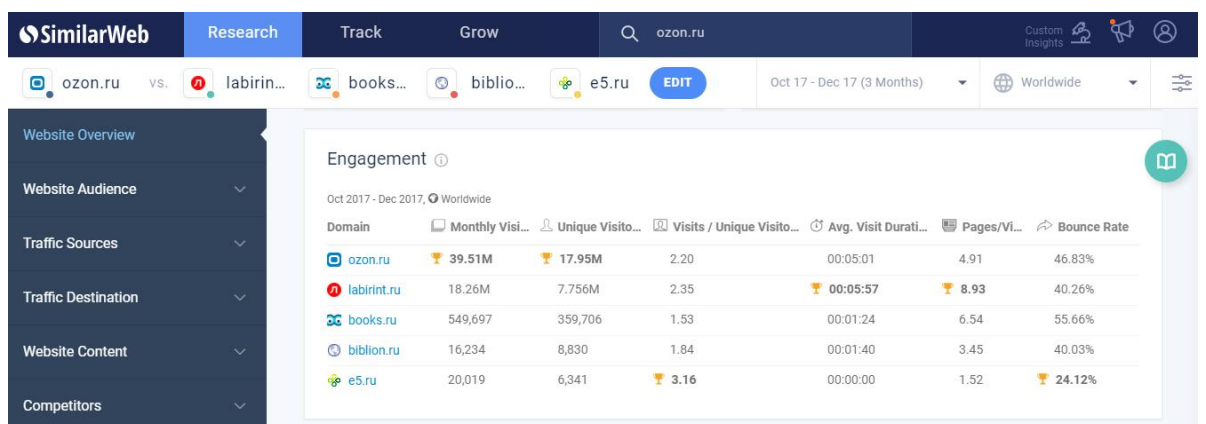 SimilarWeb Research Track Grow ozon.ru Custom Insights
ozon.ru vs. labirin... books... biblio... e5.ru EDIT Oct 17 - Dec 17 (3 Months) Worldwide
Website Overview
Website Audience
Traffic Sources
Traffic Destination
Website Content
Competitors
Engagement
Oct 2017 - Dec 2017, Worldwide
Domain Monthly Visi... Unique Visito... Visits / Unique Visito... Avg. Visit Durati... Pages/Vi... Bounce Rate
ozon.ru 39.51M 17.95M 2.20 00:05:01 4.91 46.83%
labirint.ru 18.26M 7.756M 2.35 00:05:57 8.93 40.26%
books.ru 549,697 359,706 1.53 00:01:24 6.54 55.66%
biblion.ru 16,234 8,830 1.84 00:01:40 3.45 40.03%
e5.ru 20,019 6,341 3.16 00:00:00 1.52 24.12%